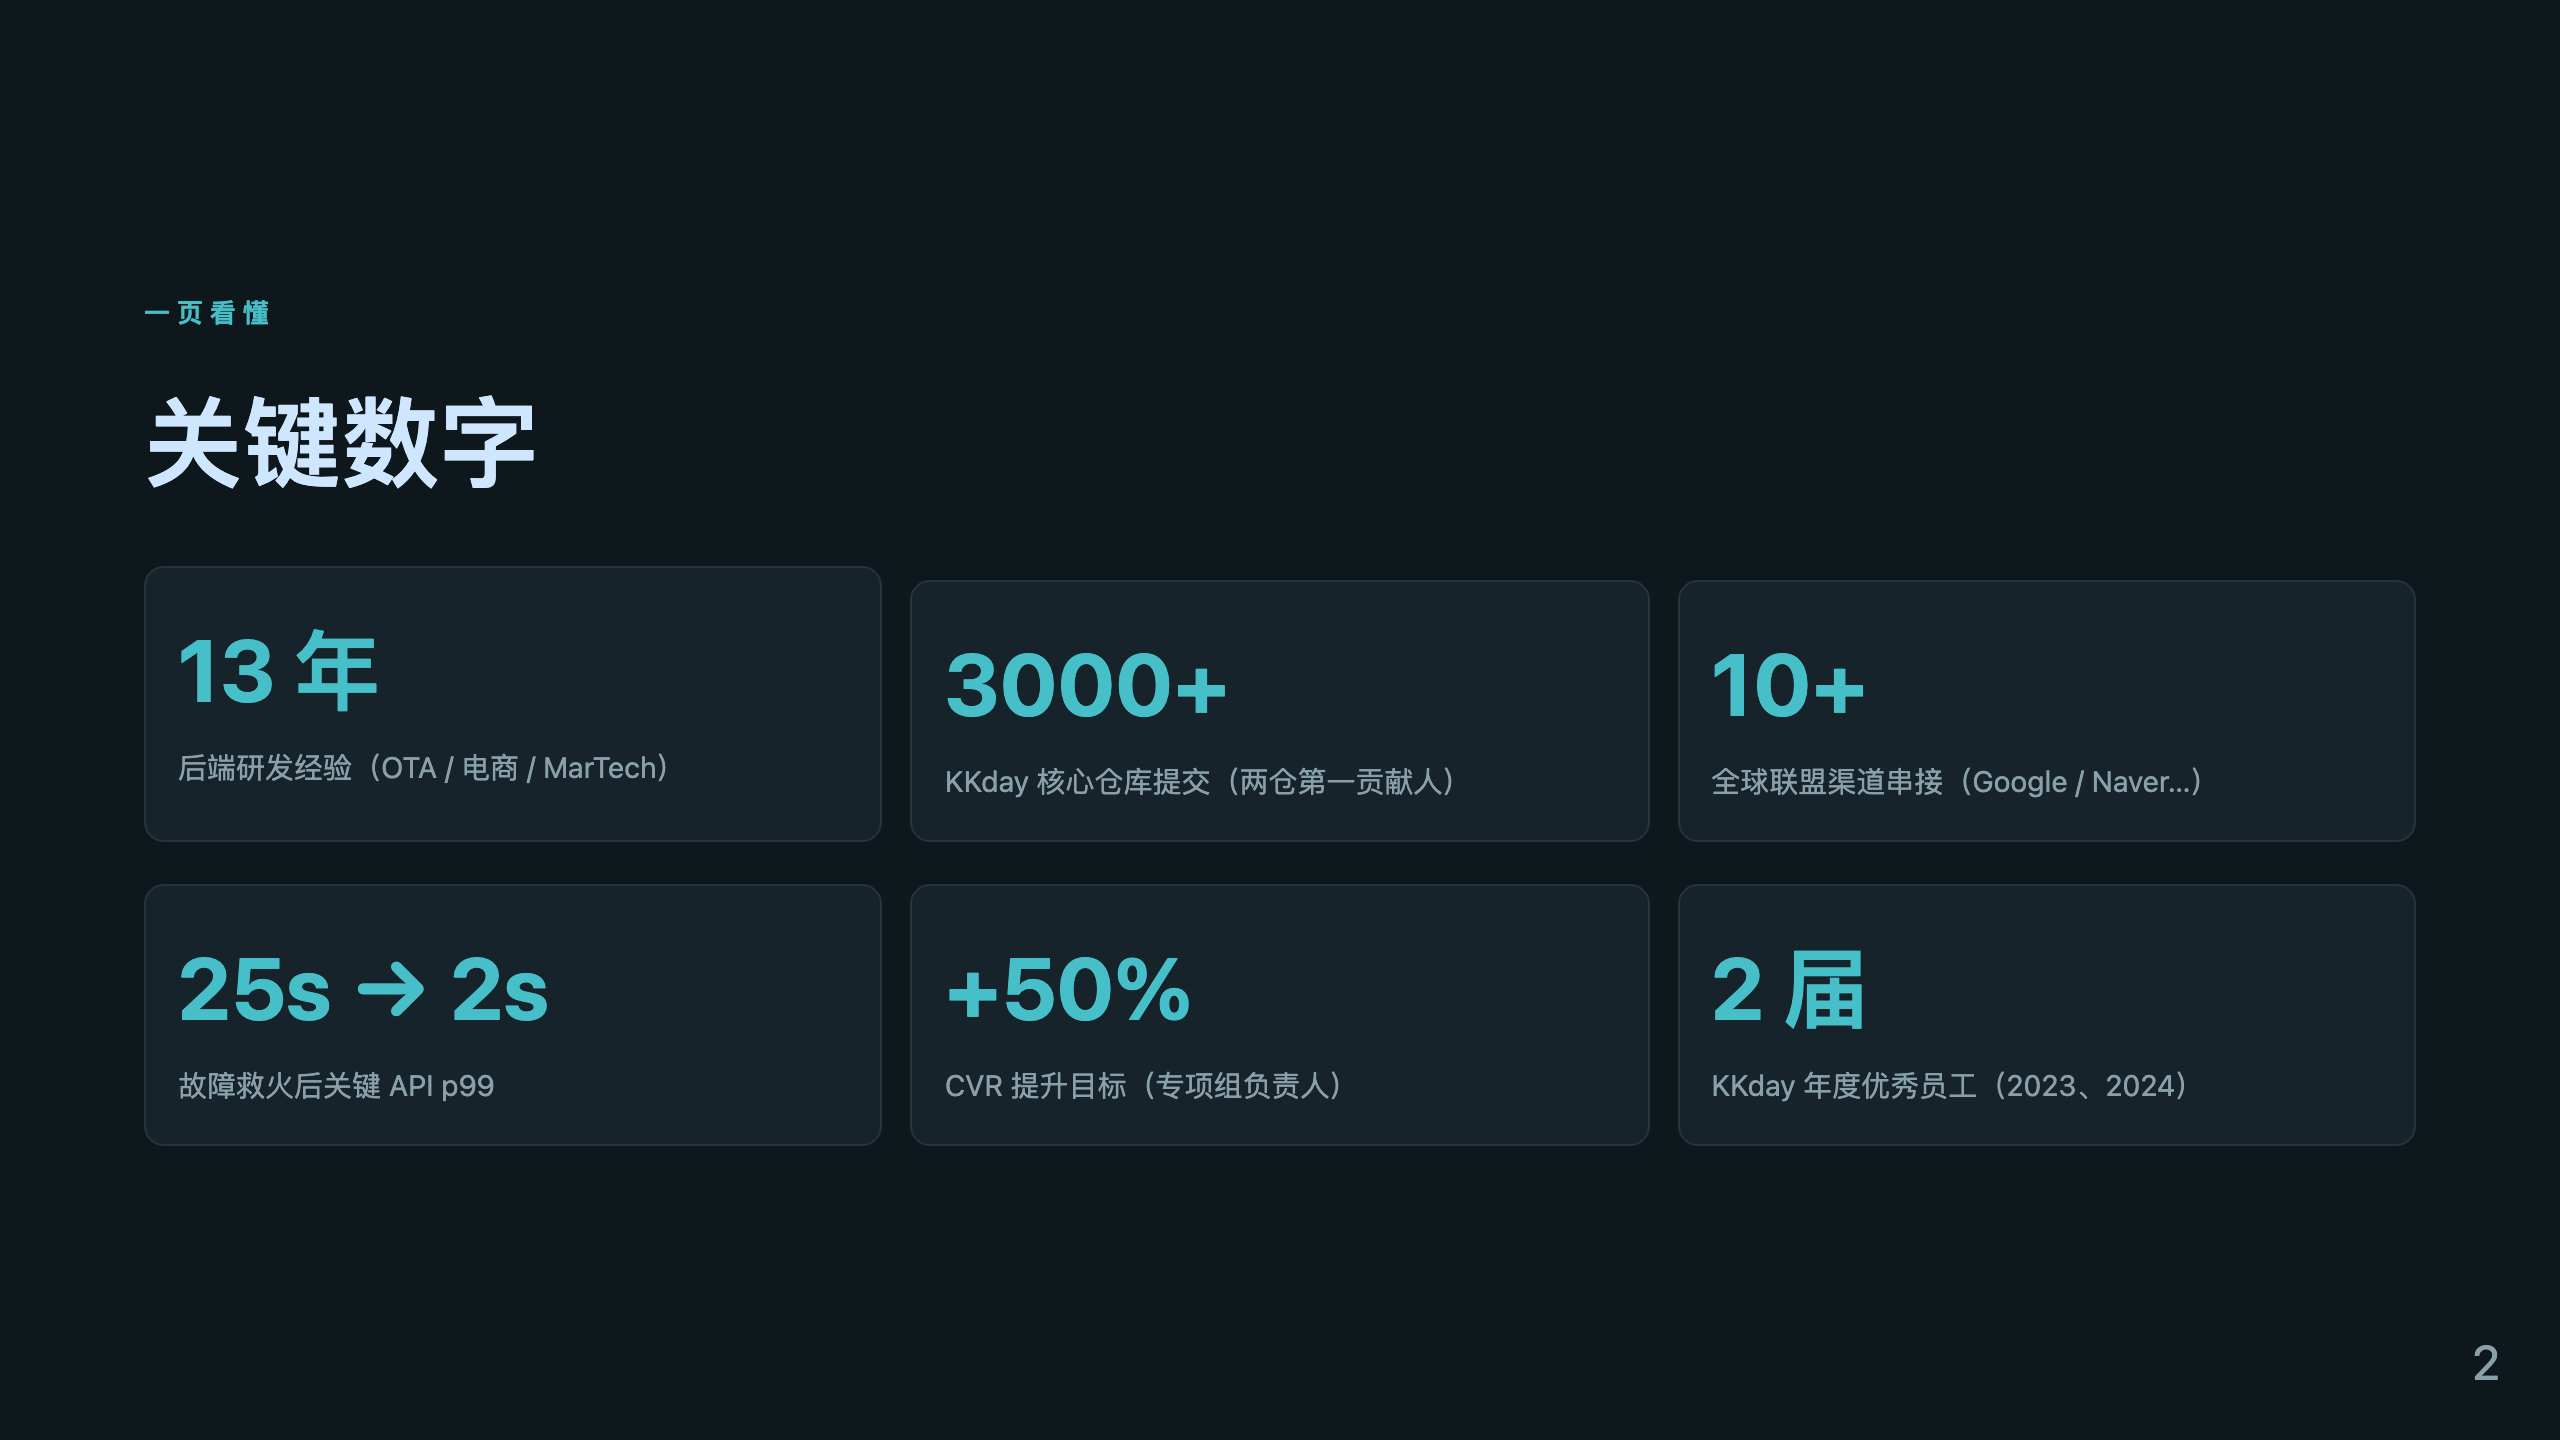 一页看懂
关键数字
13 年
后端研发经验（OTA / 电商 / MarTech）
3000+
KKday 核心仓库提交（两仓第一贡献人）
10+
全球联盟渠道串接（Google / Naver…）
25s → 2s
故障救火后关键 API p99
+50%
CVR 提升目标（专项组负责人）
2 届
KKday 年度优秀员工（2023、2024）
2